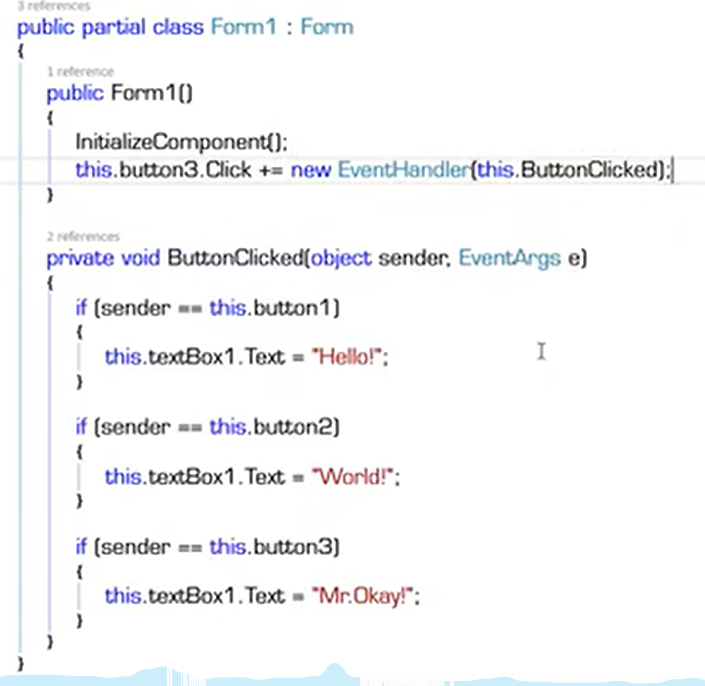 3 references
public partial class Form1 : Form
{
1 reference
public Form1()
{
InitializeComponent();
this.button3.Click += new EventHandler(this.ButtonClicked);
}
2 references
private void ButtonClicked(object sender, EventArgs e)
{
if (sender == this.button1)
{
this.textBox1.Text = "Hello!";
}
if (sender == this.button2)
{
this.textBox1.Text = "World!";
}
if (sender == this.button3)
{
this.textBox1.Text = "Mr.Okay!";
}
}
}